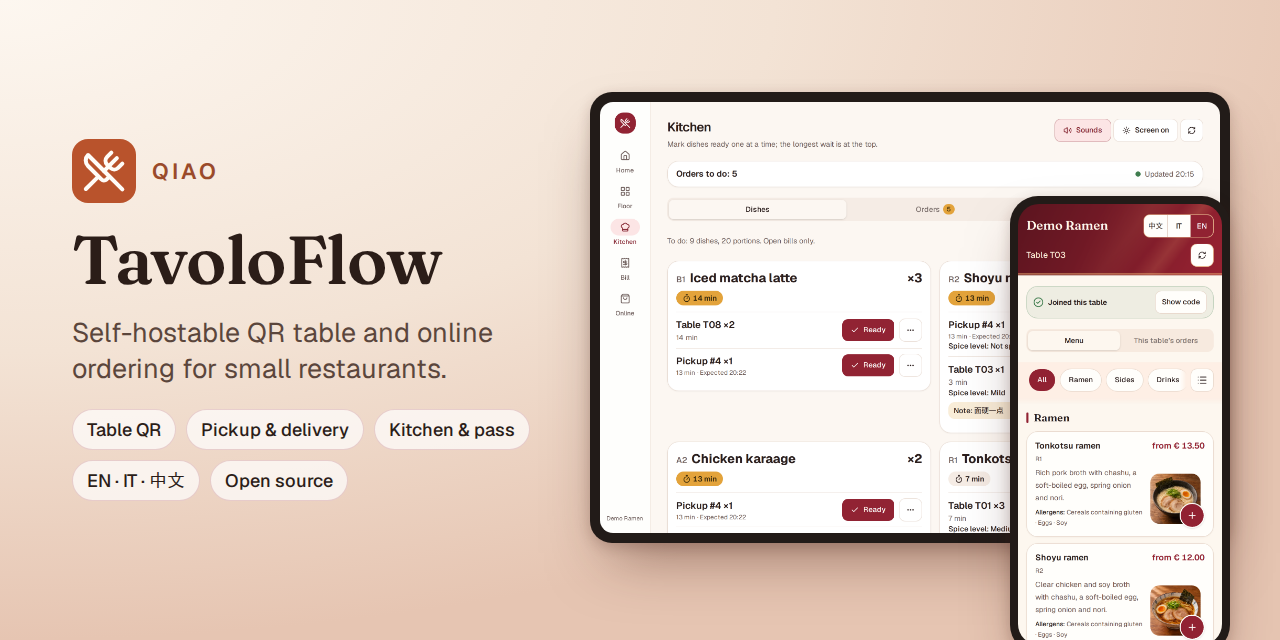 QIAO
TavoloFlow
Self-hostable QR table and online
ordering for small restaurants.
Table QR
Pickup & delivery
Kitchen & pass
EN · IT · 中文
Open source
Home
Floor
Kitchen
Bill
Online
Demo Ramen
Kitchen
Mark dishes ready one at a time; the longest wait is at the top.
Sounds
Screen on
Orders to do: 5
Updated 20:15
Dishes
Orders 5
To do: 9 dishes, 20 portions. Open bills only.
B1 Iced matcha latte ×3
14 min
Table T08 ×2
14 min
Ready
Pickup #4 ×1
13 min · Expected 20:22
Ready
A2 Chicken karaage ×2
13 min
Pickup #4 ×1
13 min · Expected 20:22
Ready
R2 Shoyu
13 min
Pickup #4 ×1
13 min · Expected
Spice level: Not
Table T03 ×1
3 min
Spice level: Mild
Note: 面硬一点
R1
7 min
Table T01 ×3
7 min
Spice level:
Demo Ramen
中文
IT
EN
Table T03
Joined this table
Show code
Menu
This table's orders
All
Ramen
Sides
Drinks
Ramen
Tonkotsu ramen
from € 13.50
R1
Rich pork broth with chashu, a
soft-boiled egg, spring onion
and nori.
Allergens: Cereals containing gluten
· Eggs · Soy
Shoyu ramen
from € 12.00
R2
Clear chicken and soy broth
with chashu, a soft-boiled egg,
spring onion and nori.
Allergens: Cereals containing gluten
· Eggs · Soy